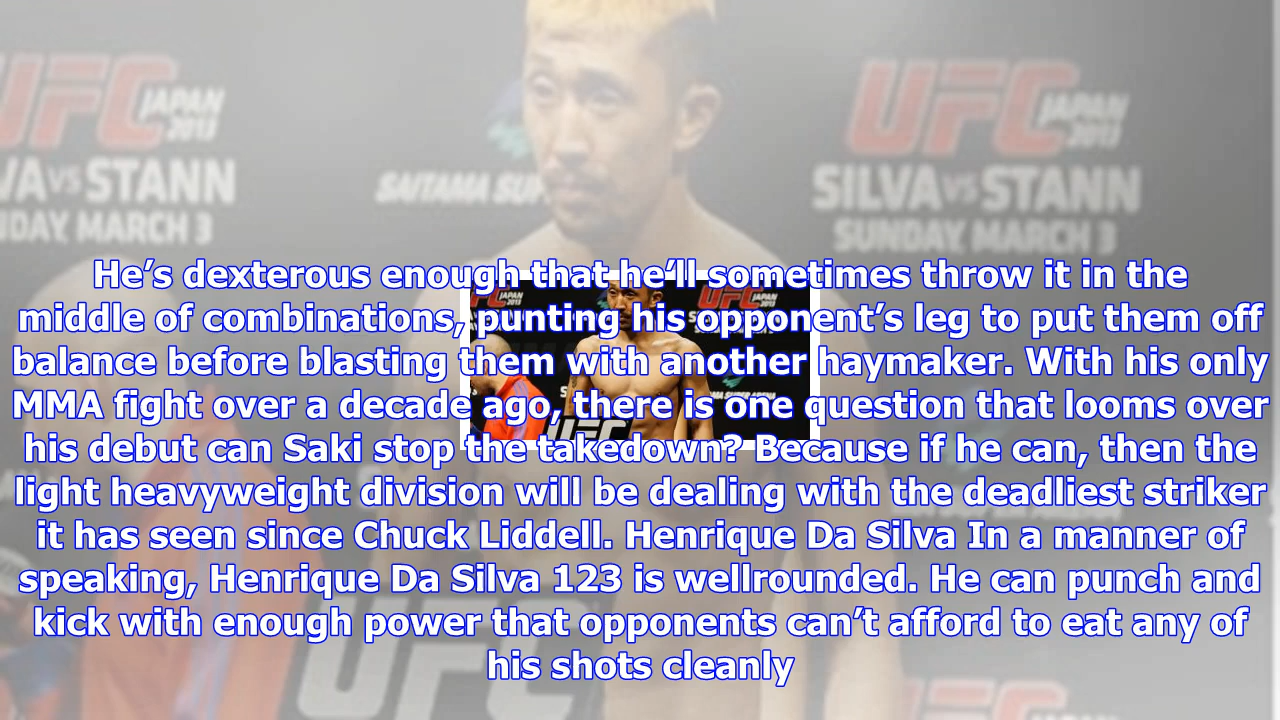 UFC
JAPAN
2013
UFC
JAPAN
2013
VA VS STANN
SAITAMA SUP
SILVA VS STANN
NDAY, MARCH 3
SUNDAY, MARCH 3
He’s dexterous enough that he’ll sometimes throw it in the
middle of combinations, punting his opponent’s leg to put them off
balance before blasting them with another haymaker. With his only
MMA fight over a decade ago, there is one question that looms over
his debut can Saki stop the takedown? Because if he can, then the
light heavyweight division will be dealing with the deadliest striker
it has seen since Chuck Liddell. Henrique Da Silva In a manner of
speaking, Henrique Da Silva 123 is wellrounded. He can punch and
kick with enough power that opponents can’t afford to eat any of
his shots cleanly
UFC
UFC